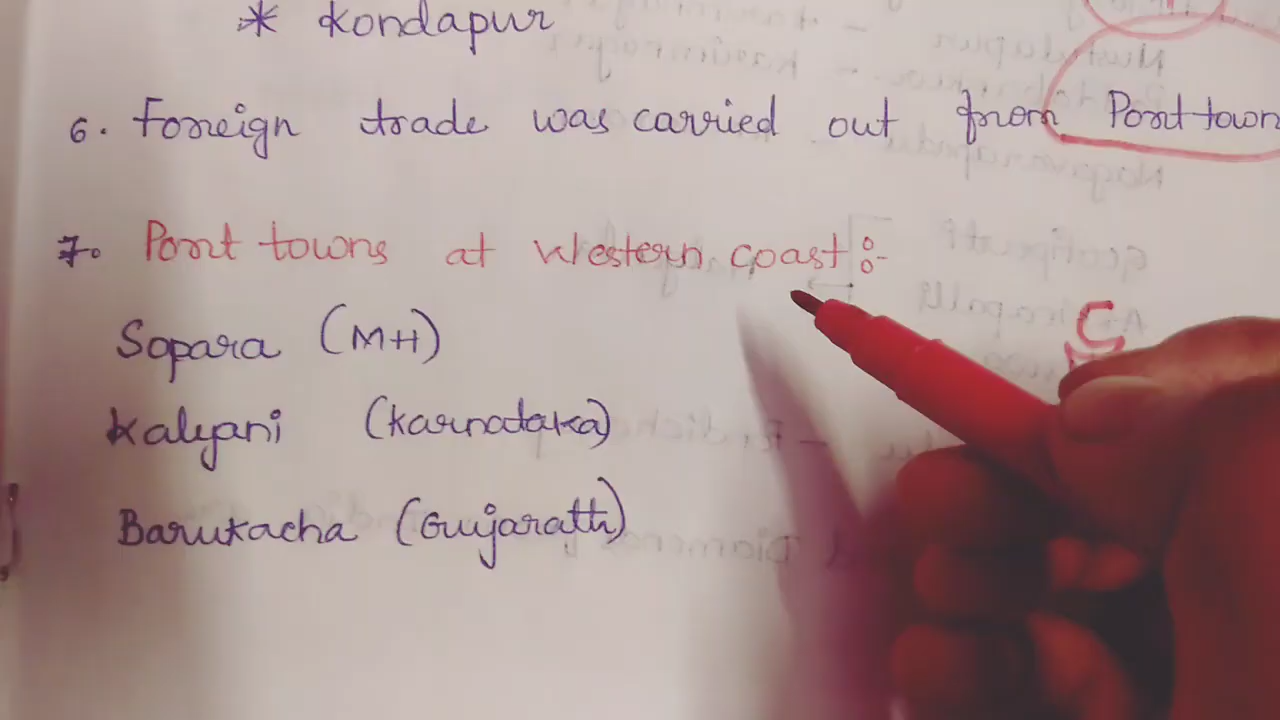 * Kondapur
6. Foreign trade was carried out from Port town
7. Port towns at Western coast :-
Sopara (MH)
Kalyani (Karnataka)
Barukacha (Gujarath)